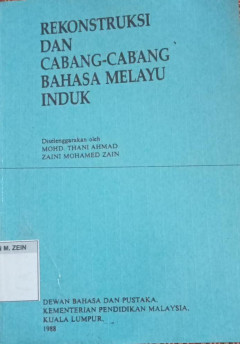 REKONSTRUKSI
DAN
CABANG-CABANG
BAHASA MELAYU
INDUK
Diselenggarakan oleh
MOHD. THANI AHMAD
ZAINI MOHAMED ZAIN
M. ZEIN
DEWAN BAHASA DAN PUSTAKA,
KEMENTERIAN PENDIDIKAN MALAYSIA,
KUALA LUMPUR,
1988